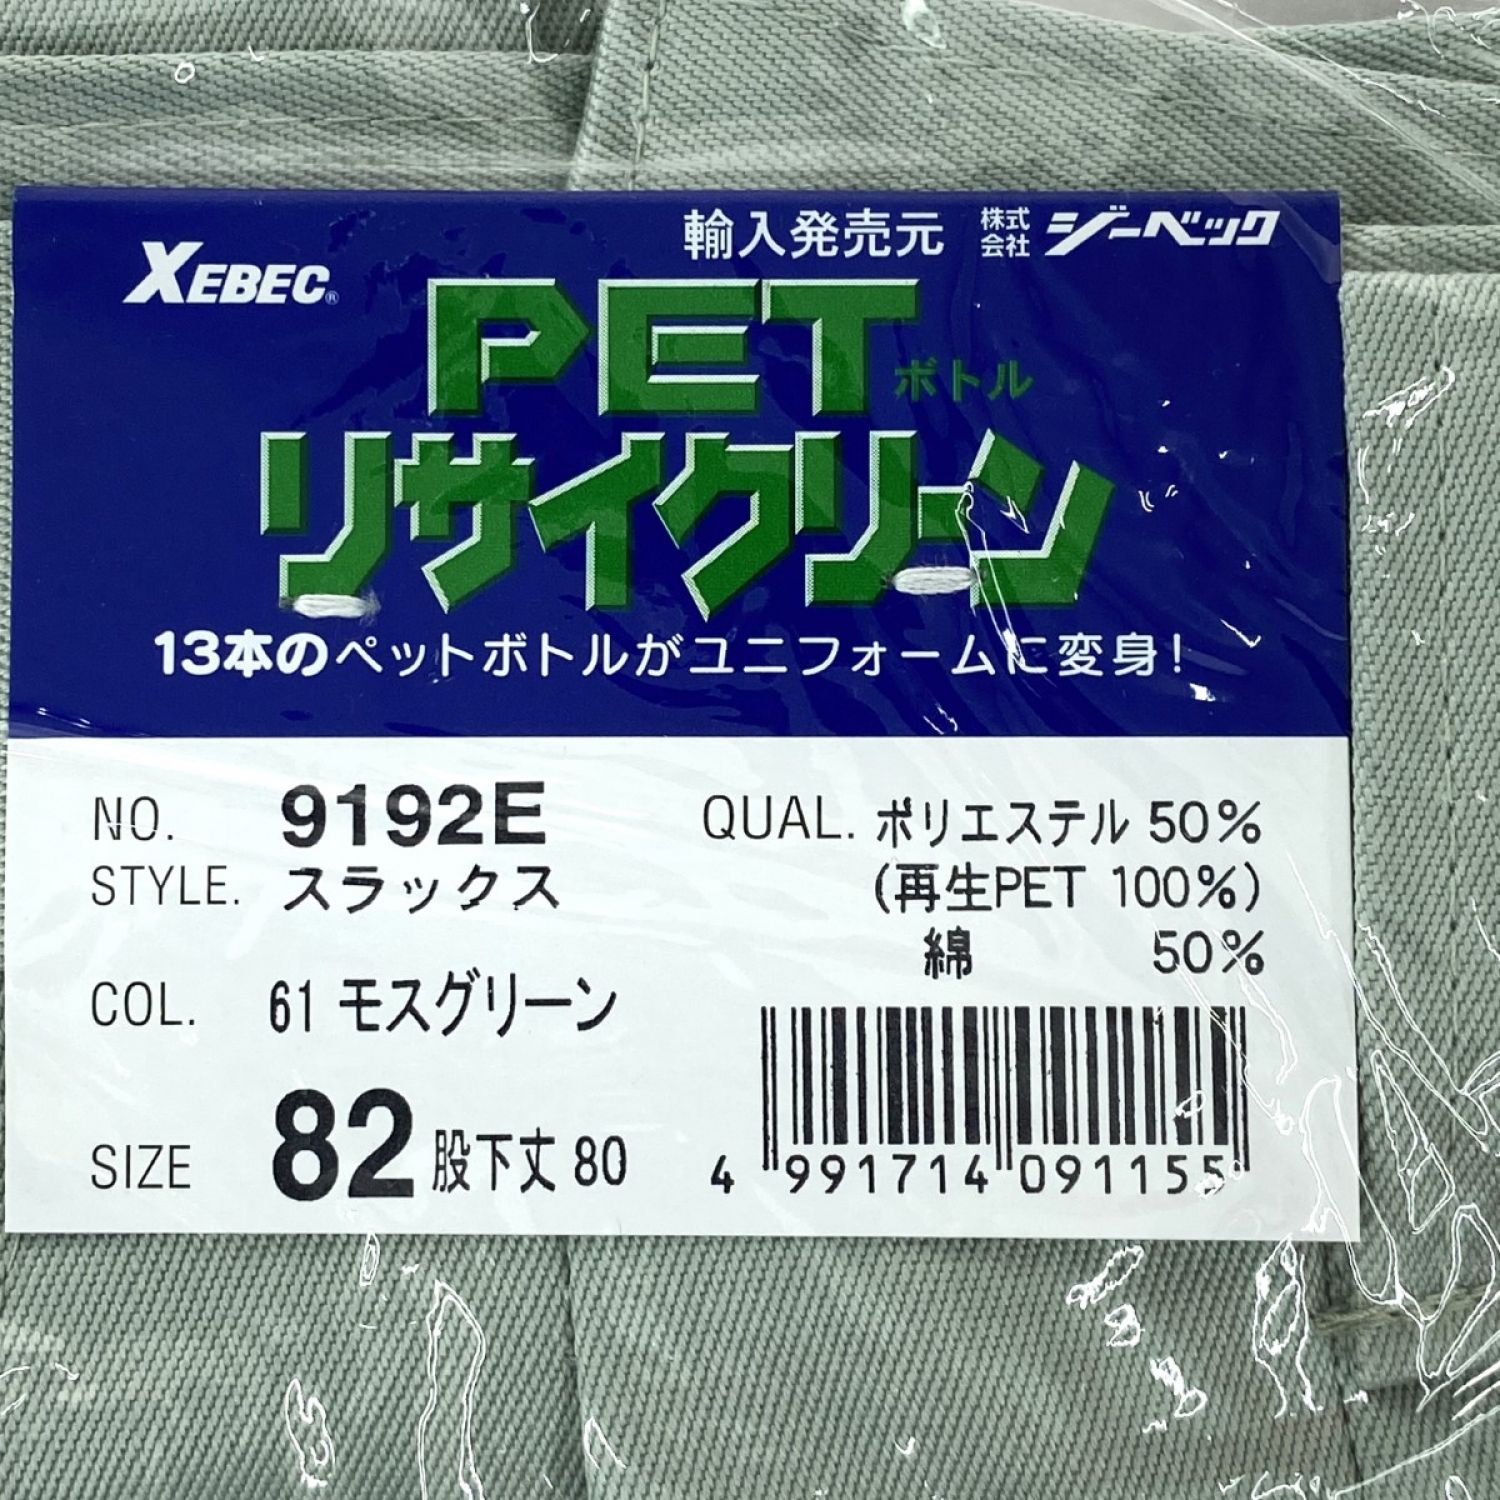 輸入発売元 株式会社 ジーベック
XEBEC®
PETボトル
リサイクリーン
13本のペットボトルがユニフォームに変身!
NO. 9192E
STYLE. スラックス
COL. 61 モスグリーン
SIZE 82 股下丈 80
QUAL. ポリエステル 50%
(再生PET 100%)
綿 50%
4 991714 091155